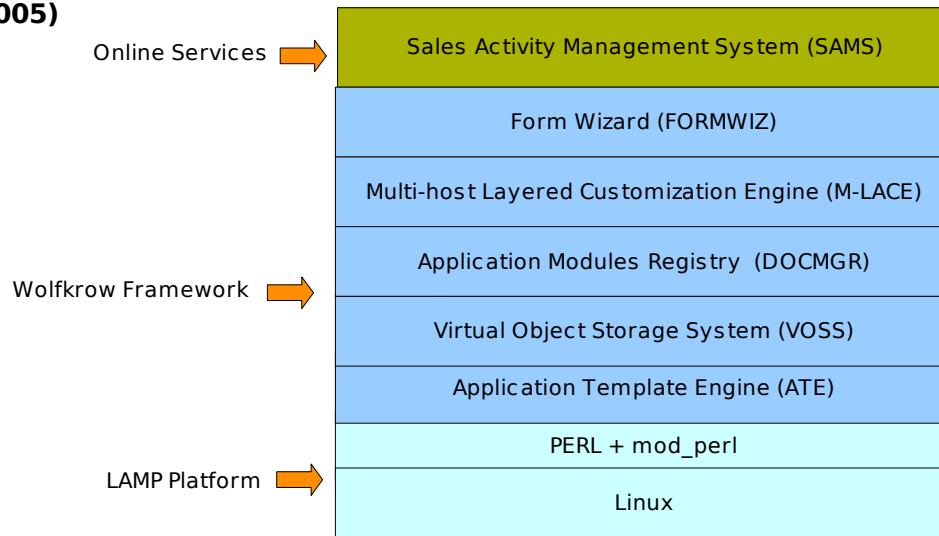 005)
Online Services
Sales Activity Management System (SAMS)
Form Wizard (FORMWIZ)
Multi-host Layered Customization Engine (M-LACE)
Application Modules Registry (DOCMGR)
Wolfkrow Framework
Virtual Object Storage System (VOSS)
Application Template Engine (ATE)
PERL + mod_perl
LAMP Platform
Linux